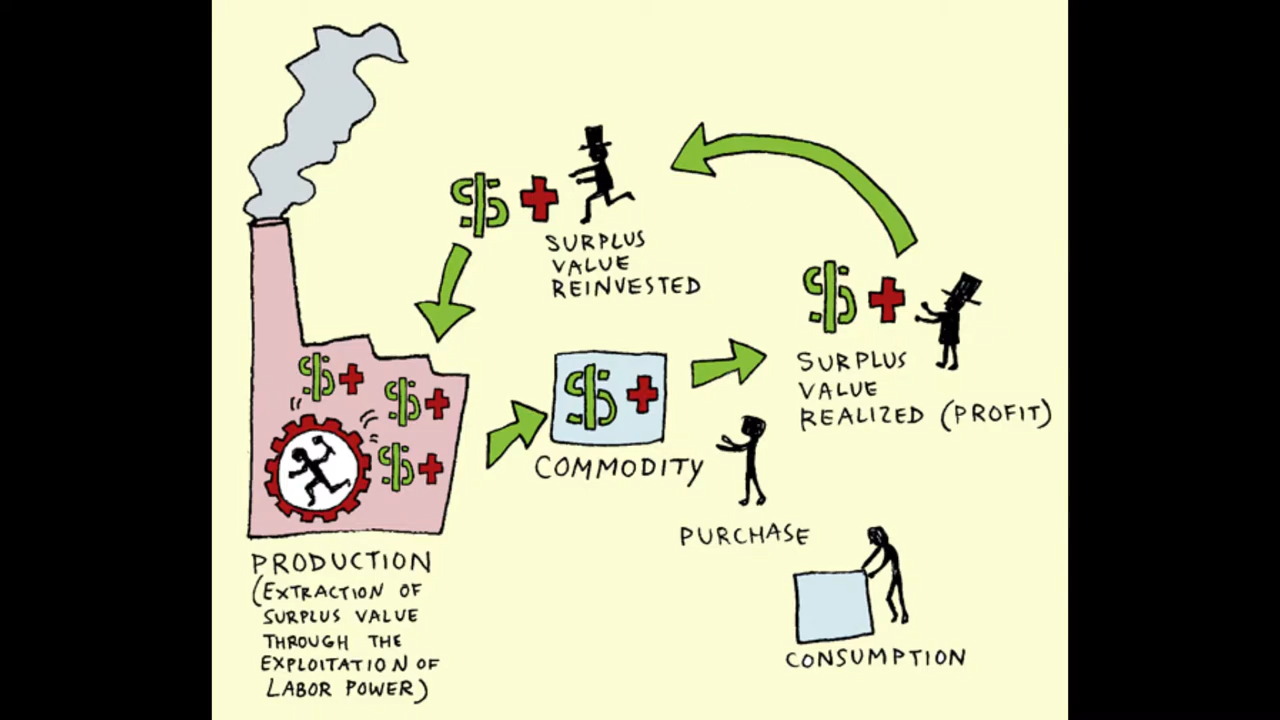 SURPLUS
VALUE
REINVESTED
$ +
$ +
SURPLUS
VALUE
REALIZED (PROFIT)
$ +
$ +
$ +
$ +
COMMODITY
PURCHASE
PRODUCTION
(EXTRACTION OF
SURPLUS VALUE
THROUGH THE
EXPLOITATION OF
LABOR POWER)
CONSUMPTION